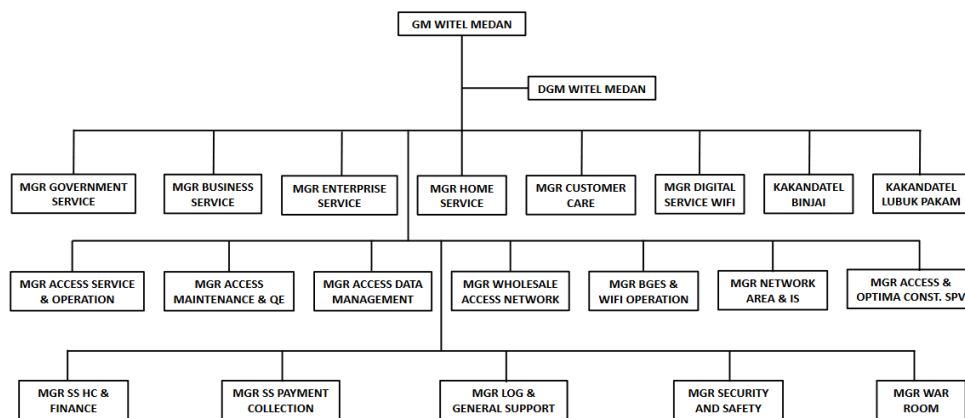 GM WITEL MEDAN
DGM WITEL MEDAN
MGR GOVERNMENT
SERVICE
MGR BUSINESS
SERVICE
MGR ENTERPRISE
SERVICE
MGR HOME
SERVICE
MGR CUSTOMER
CARE
MGR DIGITAL
SERVICE WIFI
KAKANDATEL
BINJAI
KAKANDATEL
LUBUK PAKAM
MGR ACCESS SERVICE
& OPERATION
MGR ACCESS
MAINTENANCE & QE
MGR ACCESS DATA
MANAGEMENT
MGR WHOLESALE
ACCESS NETWORK
MGR BGES &
WIFI OPERATION
MGR NETWORK
AREA & IS
MGR ACCESS &
OPTIMA CONST. SPV
MGR SS HC &
FINANCE
MGR SS PAYMENT
COLLECTION
MGR LOG &
GENERAL SUPPORT
MGR SECURITY
AND SAFETY
MGR WAR
ROOM